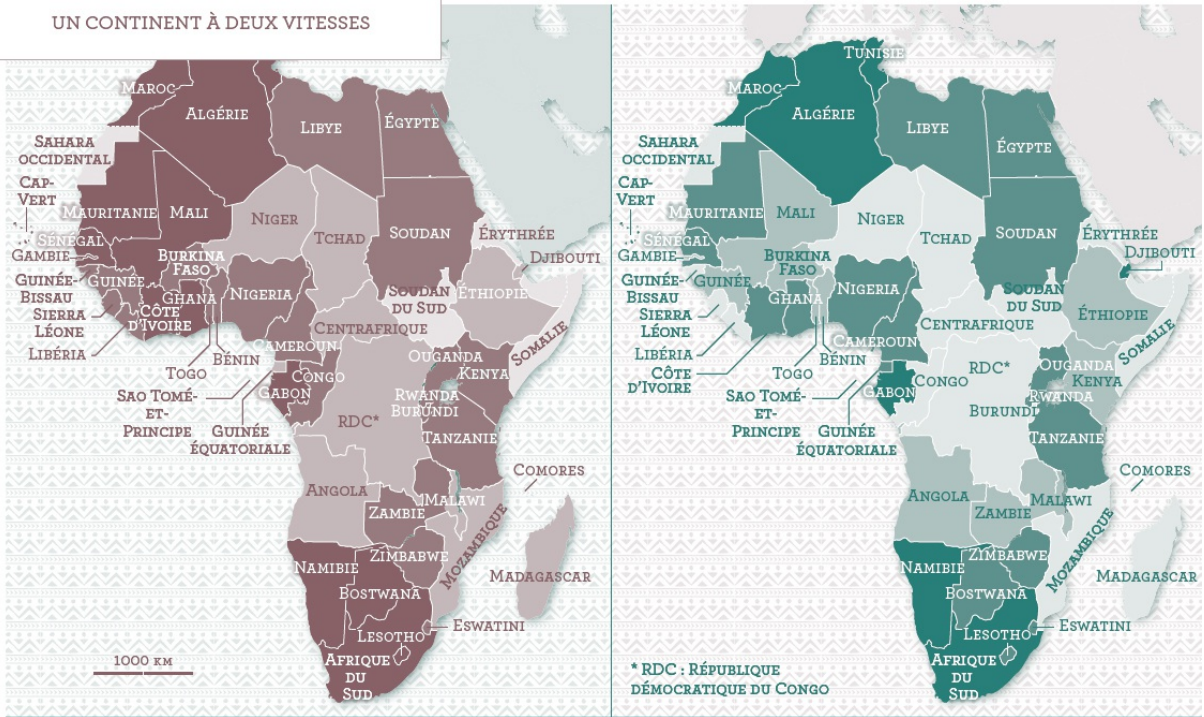 UN CONTINENT À DEUX VITESSES
MAROC
ALGÉRIE
LIBYE
ÉGYPTE
SAHARA
OCCIDENTAL
CAP-
VERT
MAURITANIE
MALI
NIGER
TCHAD
SOUDAN
ÉRYTHRÉE
DJIBOUTI
SÉNÉGAL
GAMBIE
GUINÉE-
BISSAU
GUINÉE
BURKINA
FASO
SIERRA
LÉONE
LIBÉRIA
CÔTE
D'IVOIRE
GHANA
NIGERIA
TOGO
BÉNIN
SOUDAN
DU SUD
ÉTHIOPIE
SOMALIE
CENTRAFRIQUE
CAMEROUN
OUGANDA
KENYA
CONGO
GABON
SAO TOMÉ-
ET-
PRINCIPE
GUINÉE
ÉQUATORIALE
RDC*
RWANDA
BURUNDI
TANZANIE
COMORES
ANGOLA
MALAWI
ZAMBIE
MOZAMBIQUE
ZIMBABWE
NAMIBIE
BOSTWANA
MADAGASCAR
ESWATINI
LESOTHO
AFRIQUE
DU
SUD
1000 KM
TUNISIE
MAROC
ALGÉRIE
LIBYE
ÉGYPTE
SAHARA
OCCIDENTAL
CAP-
VERT
MAURITANIE
MALI
NIGER
TCHAD
SOUDAN
ÉRYTHRÉE
DJIBOUTI
SÉNÉGAL
GAMBIE
GUINÉE-
BISSAU
GUINÉE
BURKINA
FASO
SIERRA
LÉONE
LIBÉRIA
CÔTE
D'IVOIRE
GHANA
NIGERIA
TOGO
BÉNIN
SOUDAN
DU SUD
ÉTHIOPIE
SOMALIE
CENTRAFRIQUE
CAMEROUN
OUGANDA
KENYA
CONGO
GABON
SAO TOMÉ-
ET-
PRINCIPE
GUINÉE
ÉQUATORIALE
RDC*
RWANDA
BURUNDI
TANZANIE
COMORES
ANGOLA
MALAWI
ZAMBIE
MOZAMBIQUE
ZIMBABWE
NAMIBIE
BOSTWANA
MADAGASCAR
ESWATINI
LESOTHO
AFRIQUE
DU
SUD
* RDC : RÉPUBLIQUE
DÉMOCRATIQUE DU CONGO